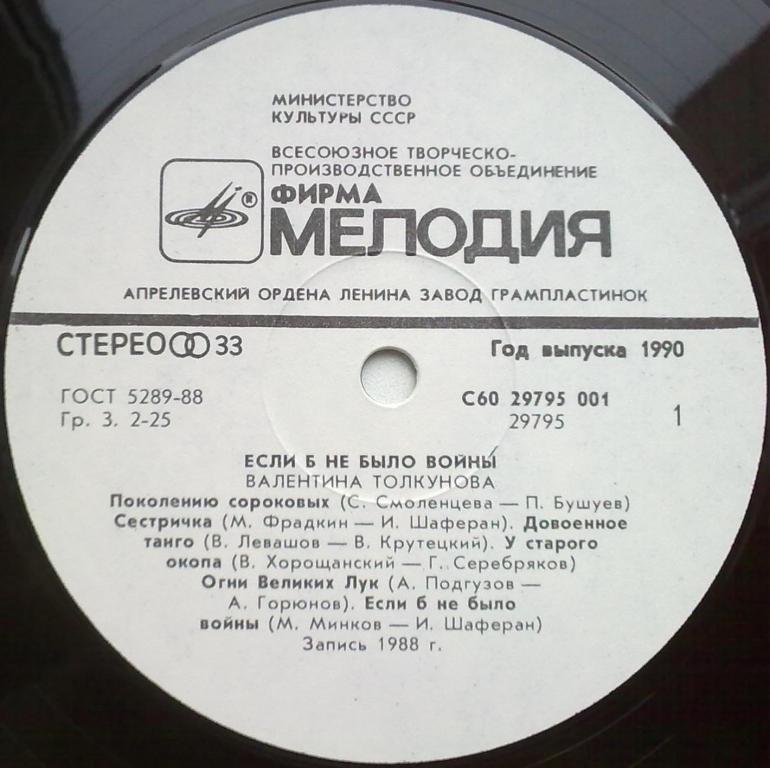 МИНИСТЕРСТВО
КУЛЬТУРЫ СССР
ВСЕСОЮЗНОЕ ТВОРЧЕСКО-
ПРОИЗВОДСТВЕННОЕ ОБЪЕДИНЕНИЕ
®
ФИРМА
МЕЛОДИЯ
АПРЕЛЕВСКИЙ ОРДЕНА ЛЕНИНА ЗАВОД ГРАМПЛАСТИНОК
СТЕРЕО 33
Год выпуска 1990
ГОСТ 5289-88
Гр. 3. 2-25
С60 29795 001
29795
1
ЕСЛИ Б НЕ БЫЛО ВОЙНЫ
ВАЛЕНТИНА ТОЛКУНОВА
Поколению сороковых (С. Смоленцева — П. Бушуев)
Сестричка (М. Фрадкин — И. Шаферан). Довоенное
танго (В. Левашов — В. Крутецкий). У старого
окопа (В. Хорощанский — Г. Серебряков)
Огни Великих Лук (А. Подгузов —
А. Горюнов). Если б не было
войны (М. Минков — И. Шаферан)
Запись 1988 г.